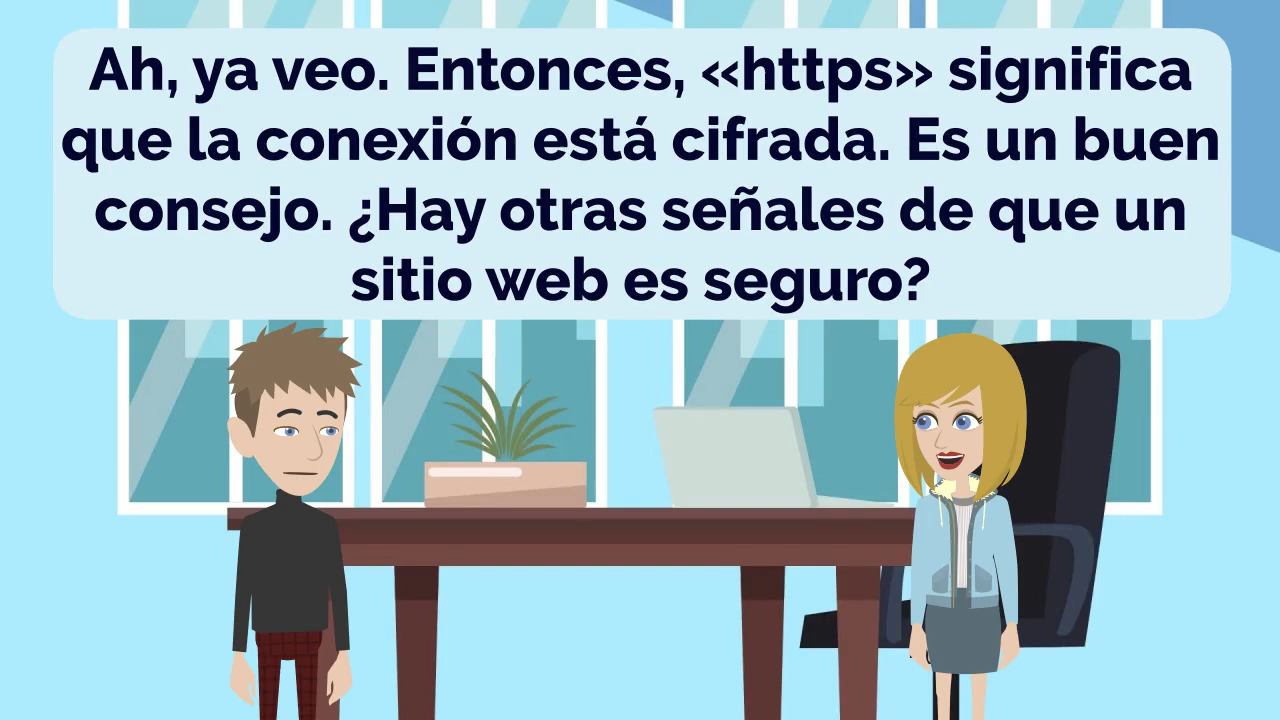 Ah, ya veo. Entonces, «https» significa
que la conexión está cifrada. Es un buen
consejo. ¿Hay otras señales de que un
sitio web es seguro?